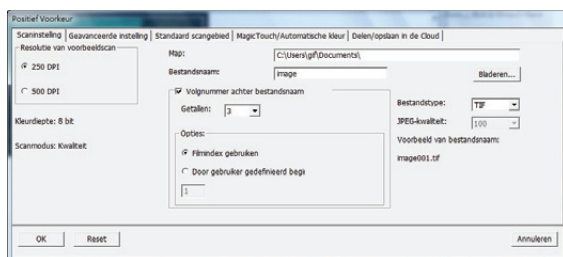 Positief Voorkeur
Scaninstelling
Geavanceerde instelling
Standaard scangebied
MagicTouch/Automatische kleur
Delen/opslaan in de Cloud
Resolutie van voorbeeldscan
250 DPI
500 DPI
Kleurdiepte: 8 bit
Scanmodus: Kwaliteit
Map:
C:\Users\gif\Documents\
Bestandsnaam:
image
Bladeren...
Volgnummer achter bestandsnaam
Getallen:
3
Opties:
Filmindex gebruiken
Door gebruiker gedefinieerd begi
1
Bestandstype:
TIF
JPEG-kwaliteit:
100
Voorbeeld van bestandsnaam:
image001.tif
OK
Reset
Annuleren